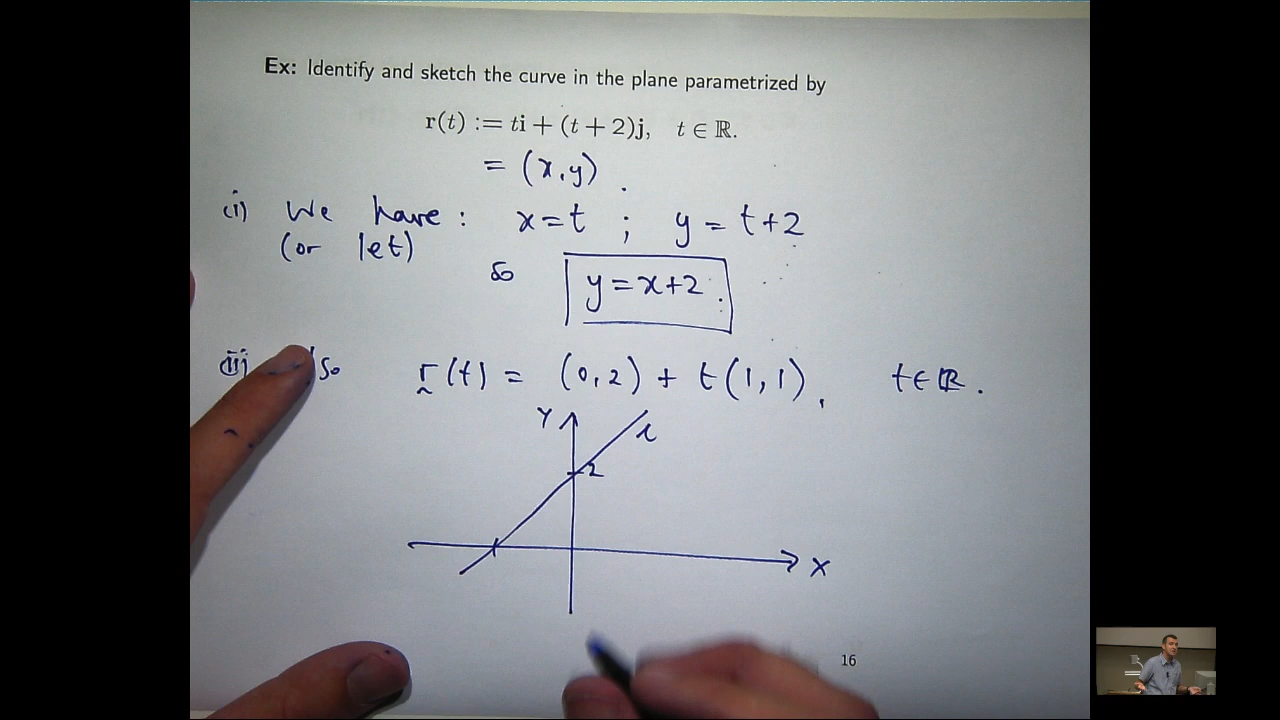 Ex: Identify and sketch the curve in the plane parametrized by
r(t) := ti + (t + 2)j, t ∈ ℝ.
= (x,y).
(i) We have: x=t ; y = t+2
(or let)
so y=x+2.
(ii) So r(t) = (0,2) + t(1,1), t∈ℝ.
Y
2
X
16